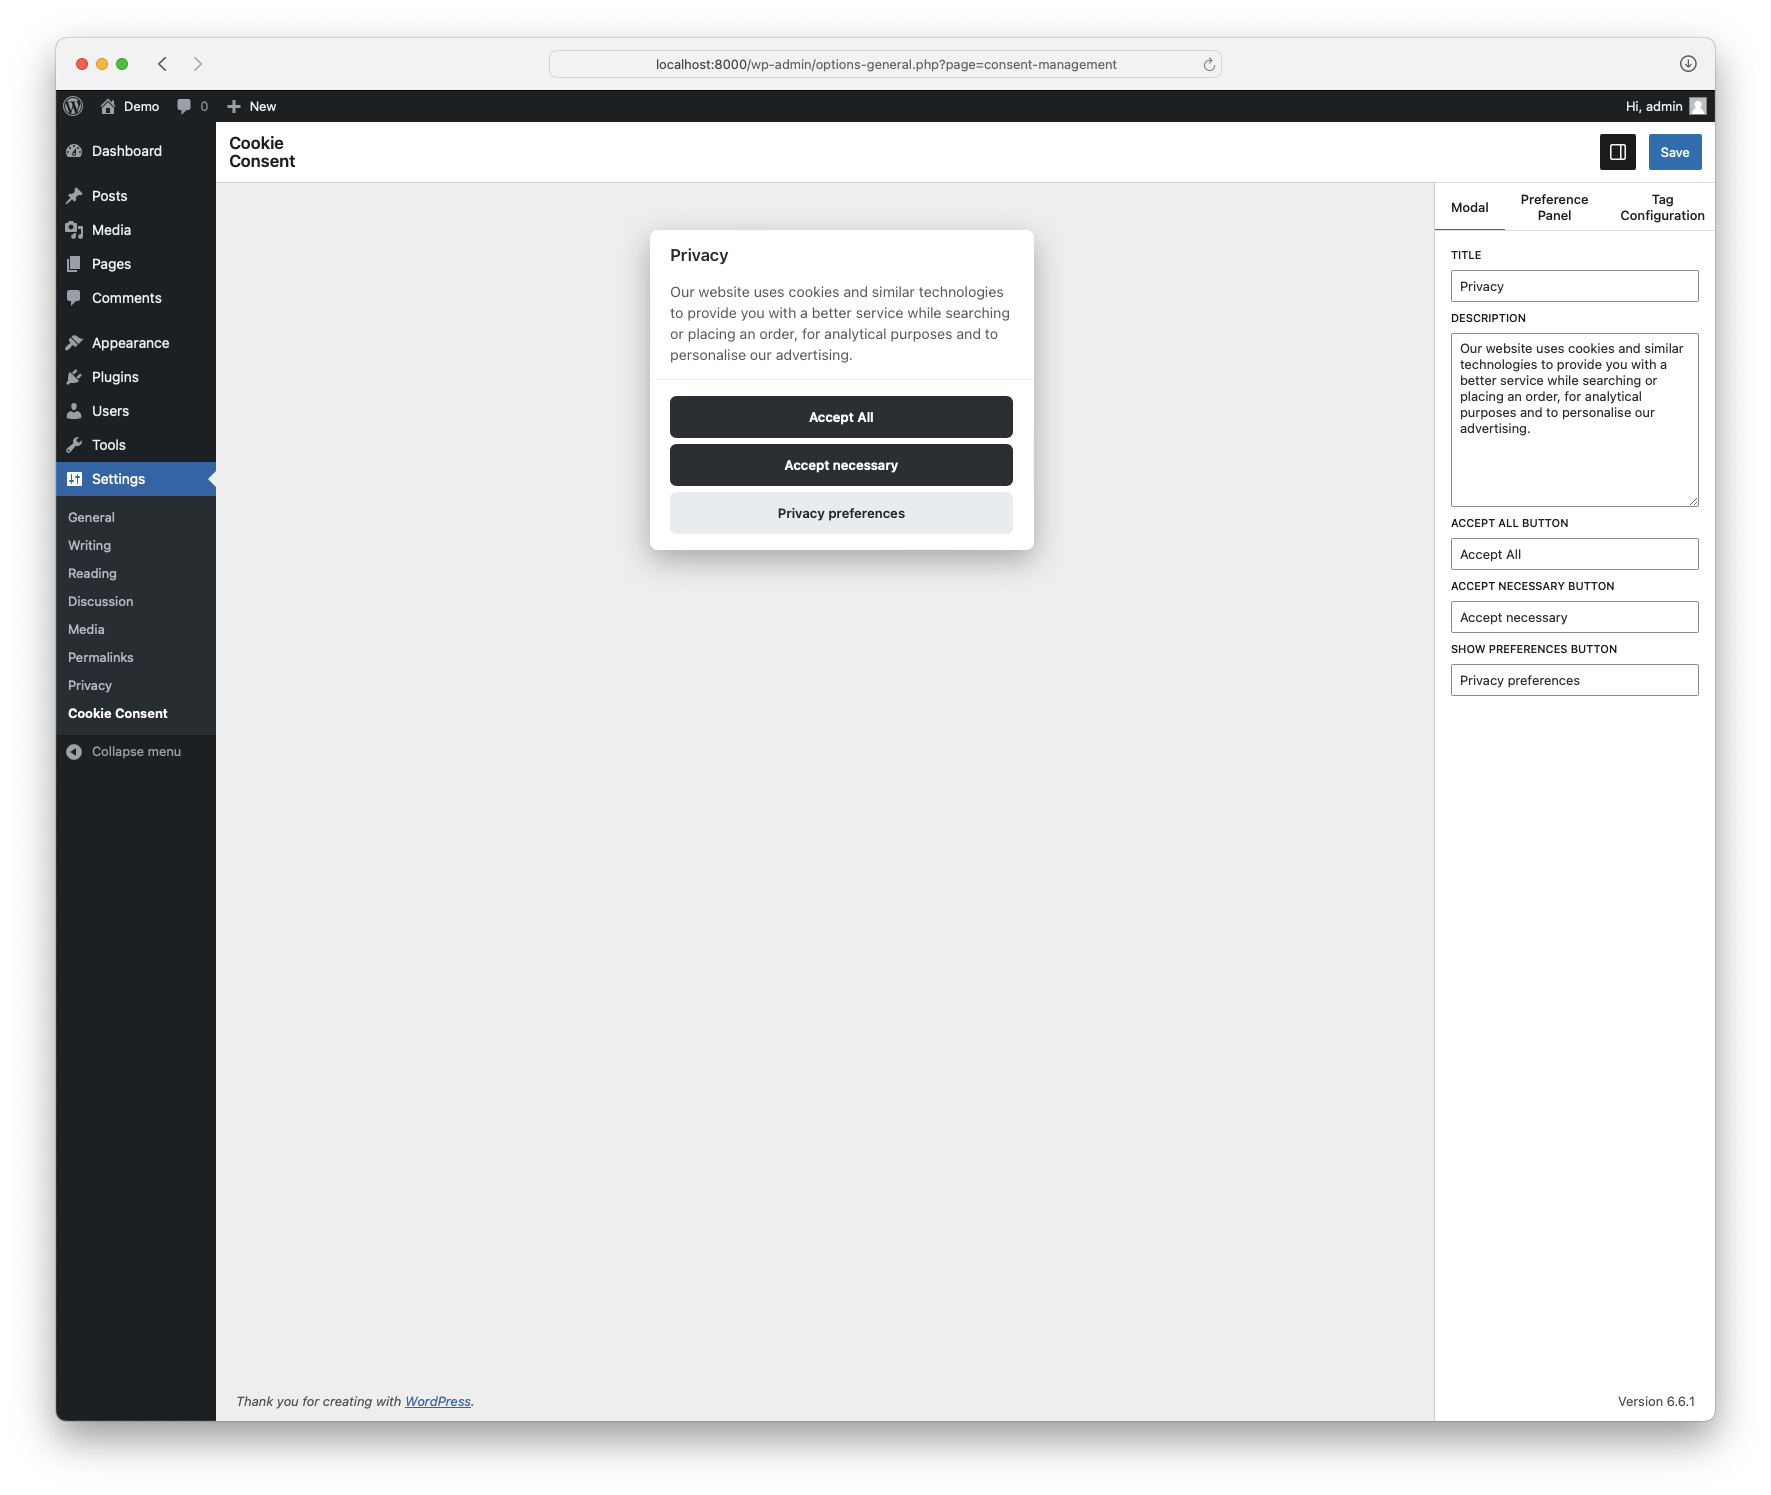 localhost:8000/wp-admin/options-general.php?page=consent-management
Demo
0
New
Hi, admin
Dashboard
Posts
Media
Pages
Comments
Appearance
Plugins
Users
Tools
Settings
General
Writing
Reading
Discussion
Media
Permalinks
Privacy
Cookie Consent
Collapse menu
Cookie
Consent
Save
Privacy
Our website uses cookies and similar technologies
to provide you with a better service while searching
or placing an order, for analytical purposes and to
personalise our advertising.
Accept All
Accept necessary
Privacy preferences
Modal
Preference
Panel
Tag
Configuration
TITLE
Privacy
DESCRIPTION
Our website uses cookies and similar
technologies to provide you with a
better service while searching or
placing an order, for analytical
purposes and to personalise our
advertising.
ACCEPT ALL BUTTON
Accept All
ACCEPT NECESSARY BUTTON
Accept necessary
SHOW PREFERENCES BUTTON
Privacy preferences
Thank you for creating with WordPress.
Version 6.6.1